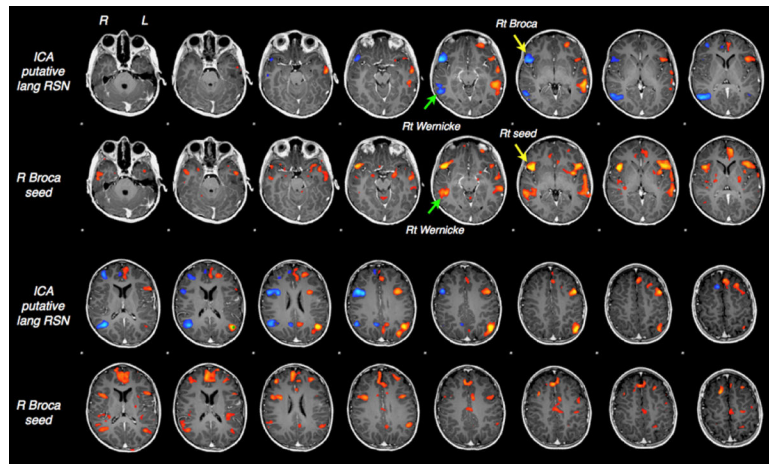 R L
ICA
putative
lang RSN
Rt Broca
Rt Wernicke
R Broca
seed
Rt seed
Rt Wernicke
ICA
putative
lang RSN
R Broca
seed